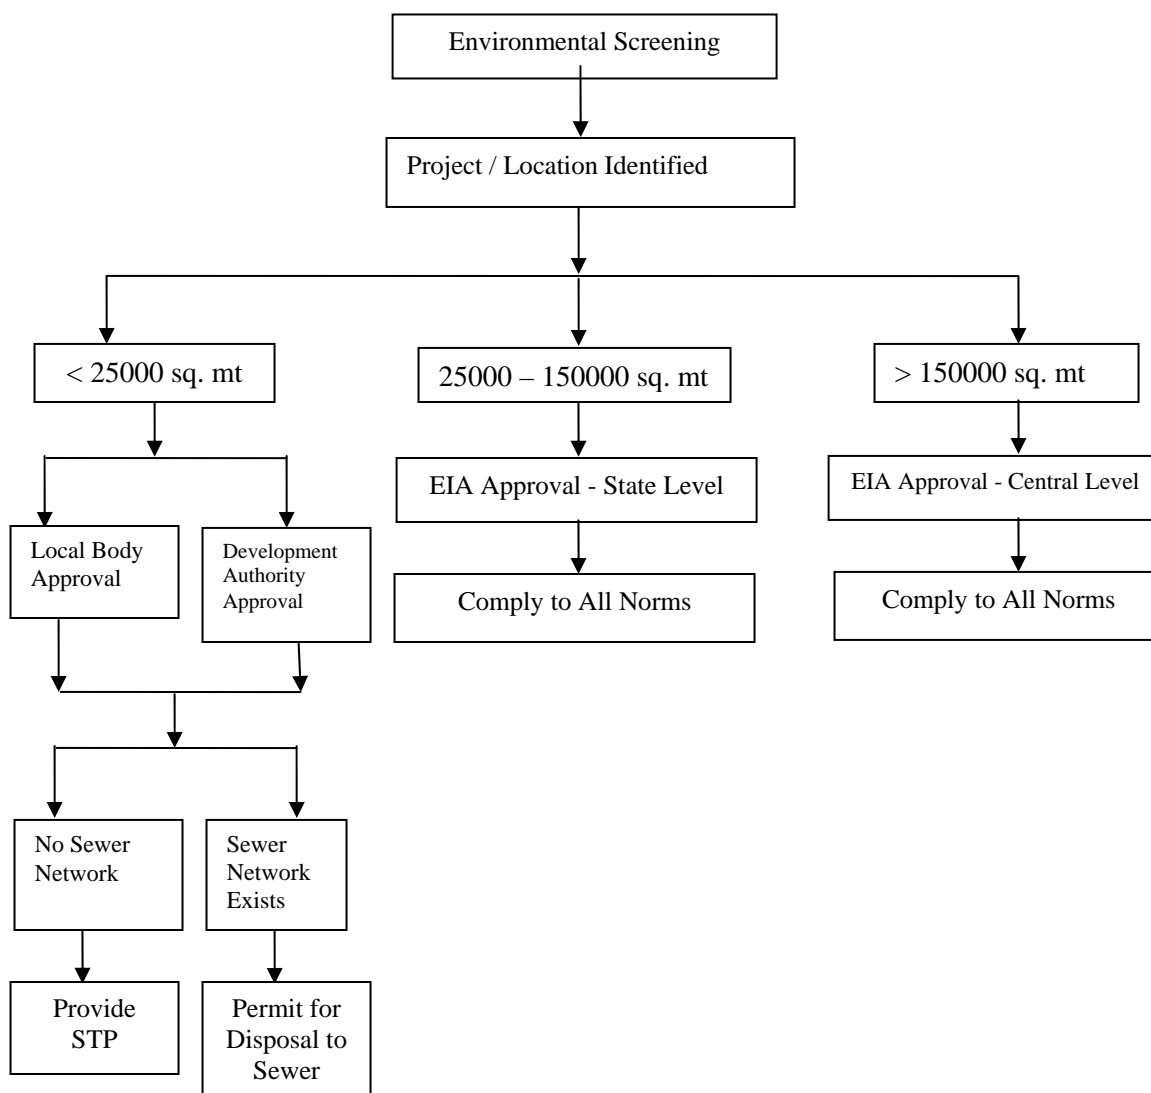 Environmental Screening
Project / Location Identified
< 25000 sq. mt
25000 – 150000 sq. mt
> 150000 sq. mt
EIA Approval - State Level
EIA Approval - Central Level
Local Body
Approval
Development
Authority
Approval
Comply to All Norms
Comply to All Norms
No Sewer
Network
Sewer
Network
Exists
Provide
STP
Permit for
Disposal to
Sewer